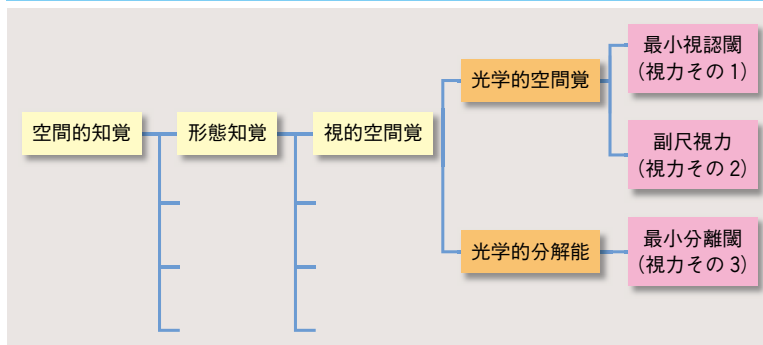 空間的知覚
形態知覚
視的空間覚
光学的空間覚
最小視認閾
(視力その1)
副尺視力
(視力その2)
光学的分解能
最小分離閾
(視力その3)